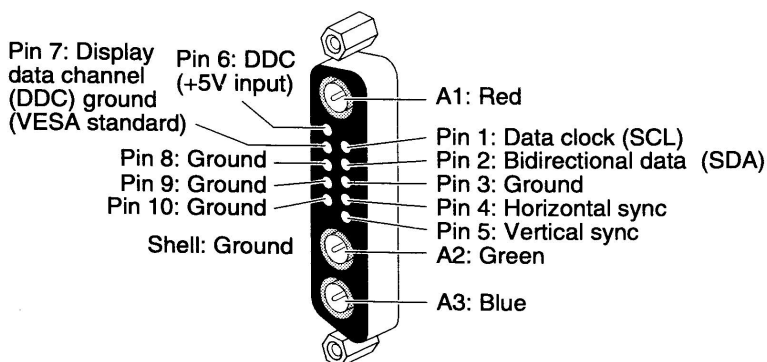 Pin 7: Display
data channel
(DDC) ground
(VESA standard)
Pin 6: DDC
(+5V input)
Pin 8: Ground
Pin 9: Ground
Pin 10: Ground
Shell: Ground
A1: Red
Pin 1: Data clock (SCL)
Pin 2: Bidirectional data (SDA)
Pin 3: Ground
Pin 4: Horizontal sync
Pin 5: Vertical sync
A2: Green
A3: Blue